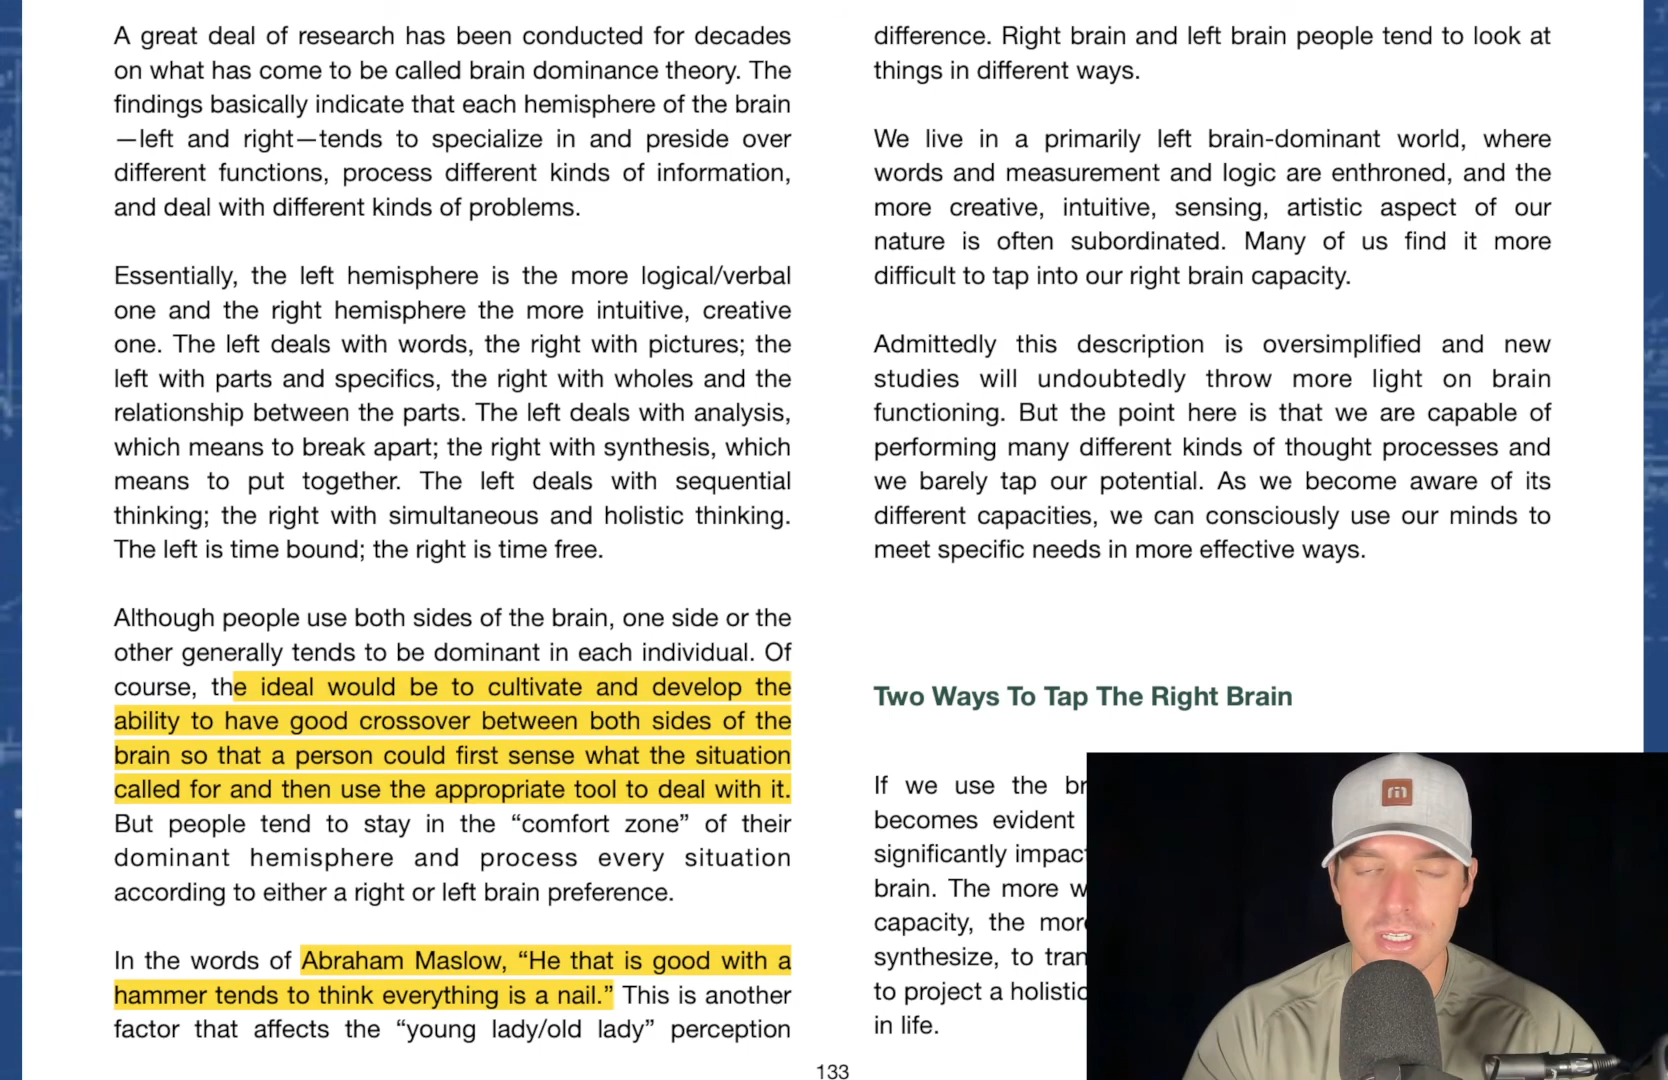 A great deal of research has been conducted for decades
on what has come to be called brain dominance theory. The
findings basically indicate that each hemisphere of the brain
—left and right—tends to specialize in and preside over
different functions, process different kinds of information,
and deal with different kinds of problems.
Essentially, the left hemisphere is the more logical/verbal
one and the right hemisphere the more intuitive, creative
one. The left deals with words, the right with pictures; the
left with parts and specifics, the right with wholes and the
relationship between the parts. The left deals with analysis,
which means to break apart; the right with synthesis, which
means to put together. The left deals with sequential
thinking; the right with simultaneous and holistic thinking.
The left is time bound; the right is time free.
Although people use both sides of the brain, one side or the
other generally tends to be dominant in each individual. Of
course, the ideal would be to cultivate and develop the
ability to have good crossover between both sides of the
brain so that a person could first sense what the situation
called for and then use the appropriate tool to deal with it.
But people tend to stay in the “comfort zone” of their
dominant hemisphere and process every situation
according to either a right or left brain preference.
In the words of Abraham Maslow, “He that is good with a
hammer tends to think everything is a nail.” This is another
factor that affects the “young lady/old lady” perception
difference. Right brain and left brain people tend to look at
things in different ways.
We live in a primarily left brain-dominant world, where
words and measurement and logic are enthroned, and the
more creative, intuitive, sensing, artistic aspect of our
nature is often subordinated. Many of us find it more
difficult to tap into our right brain capacity.
Admittedly this description is oversimplified and new
studies will undoubtedly throw more light on brain
functioning. But the point here is that we are capable of
performing many different kinds of thought processes and
we barely tap our potential. As we become aware of its
different capacities, we can consciously use our minds to
meet specific needs in more effective ways.
Two Ways To Tap The Right Brain
If we use the br
becomes evident
significantly impac
brain. The more w
capacity, the mor
synthesize, to tran
to project a holistic
in life.
133